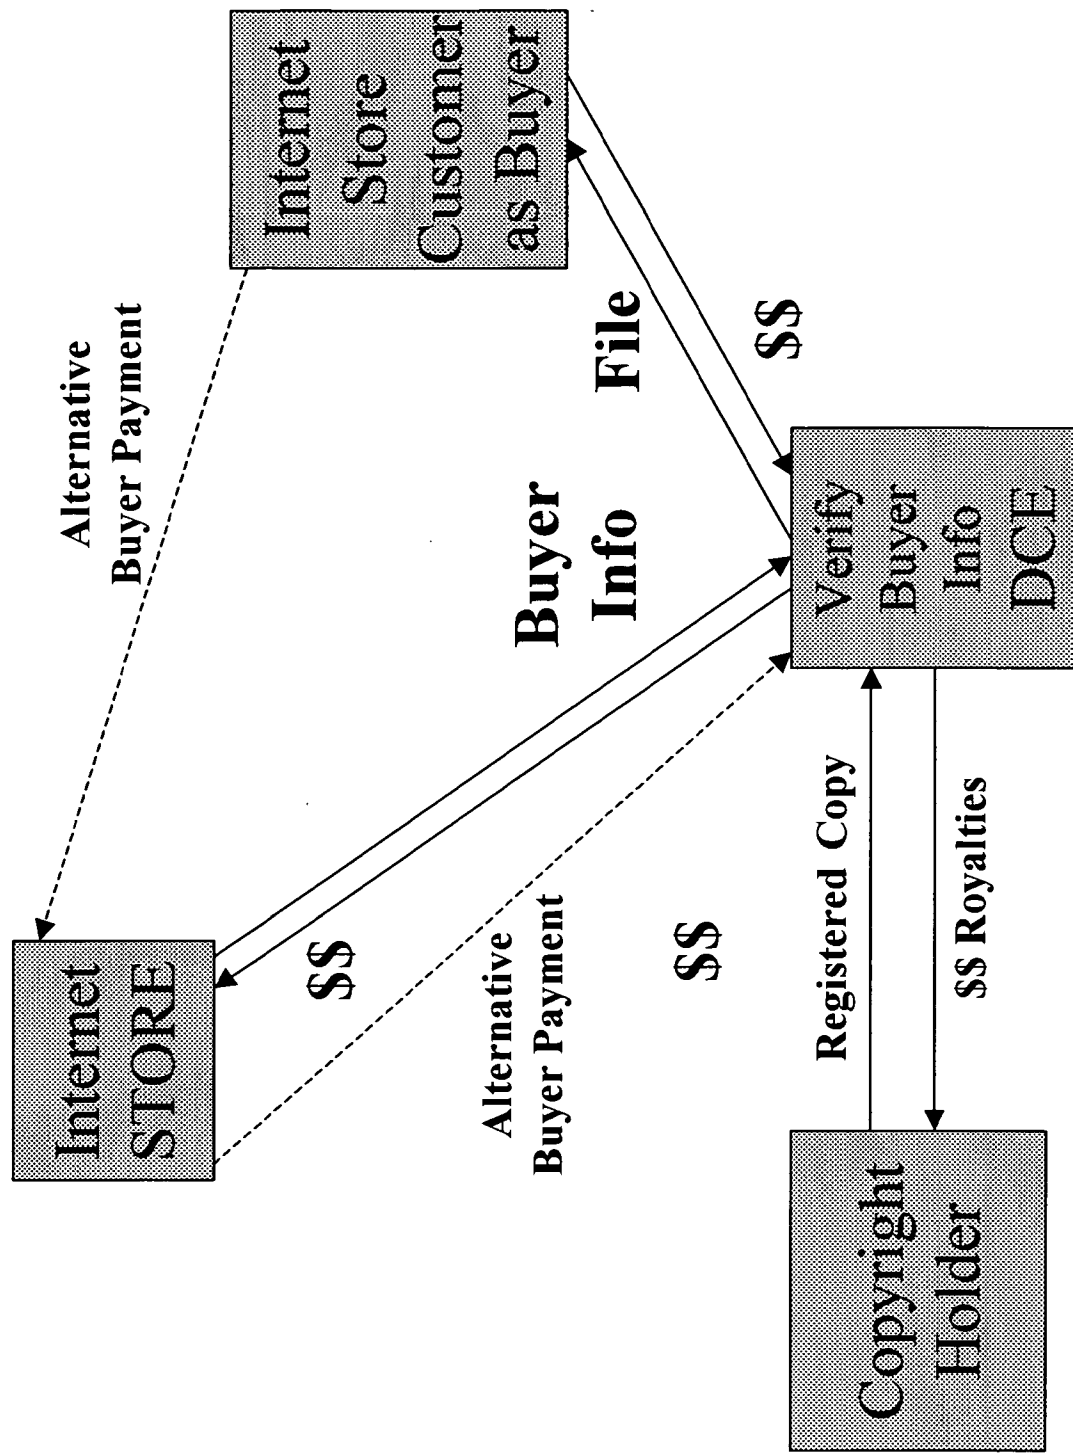 Internet
STORE
Alternative
Buyer Payment
Internet
Store
Customer
as Buyer
$$
Buyer
Info
File
$$
Alternative
Buyer Payment
$$
Verify
Buyer
Info
DCE
Registered Copy
$$ Royalties
Copyright
Holder